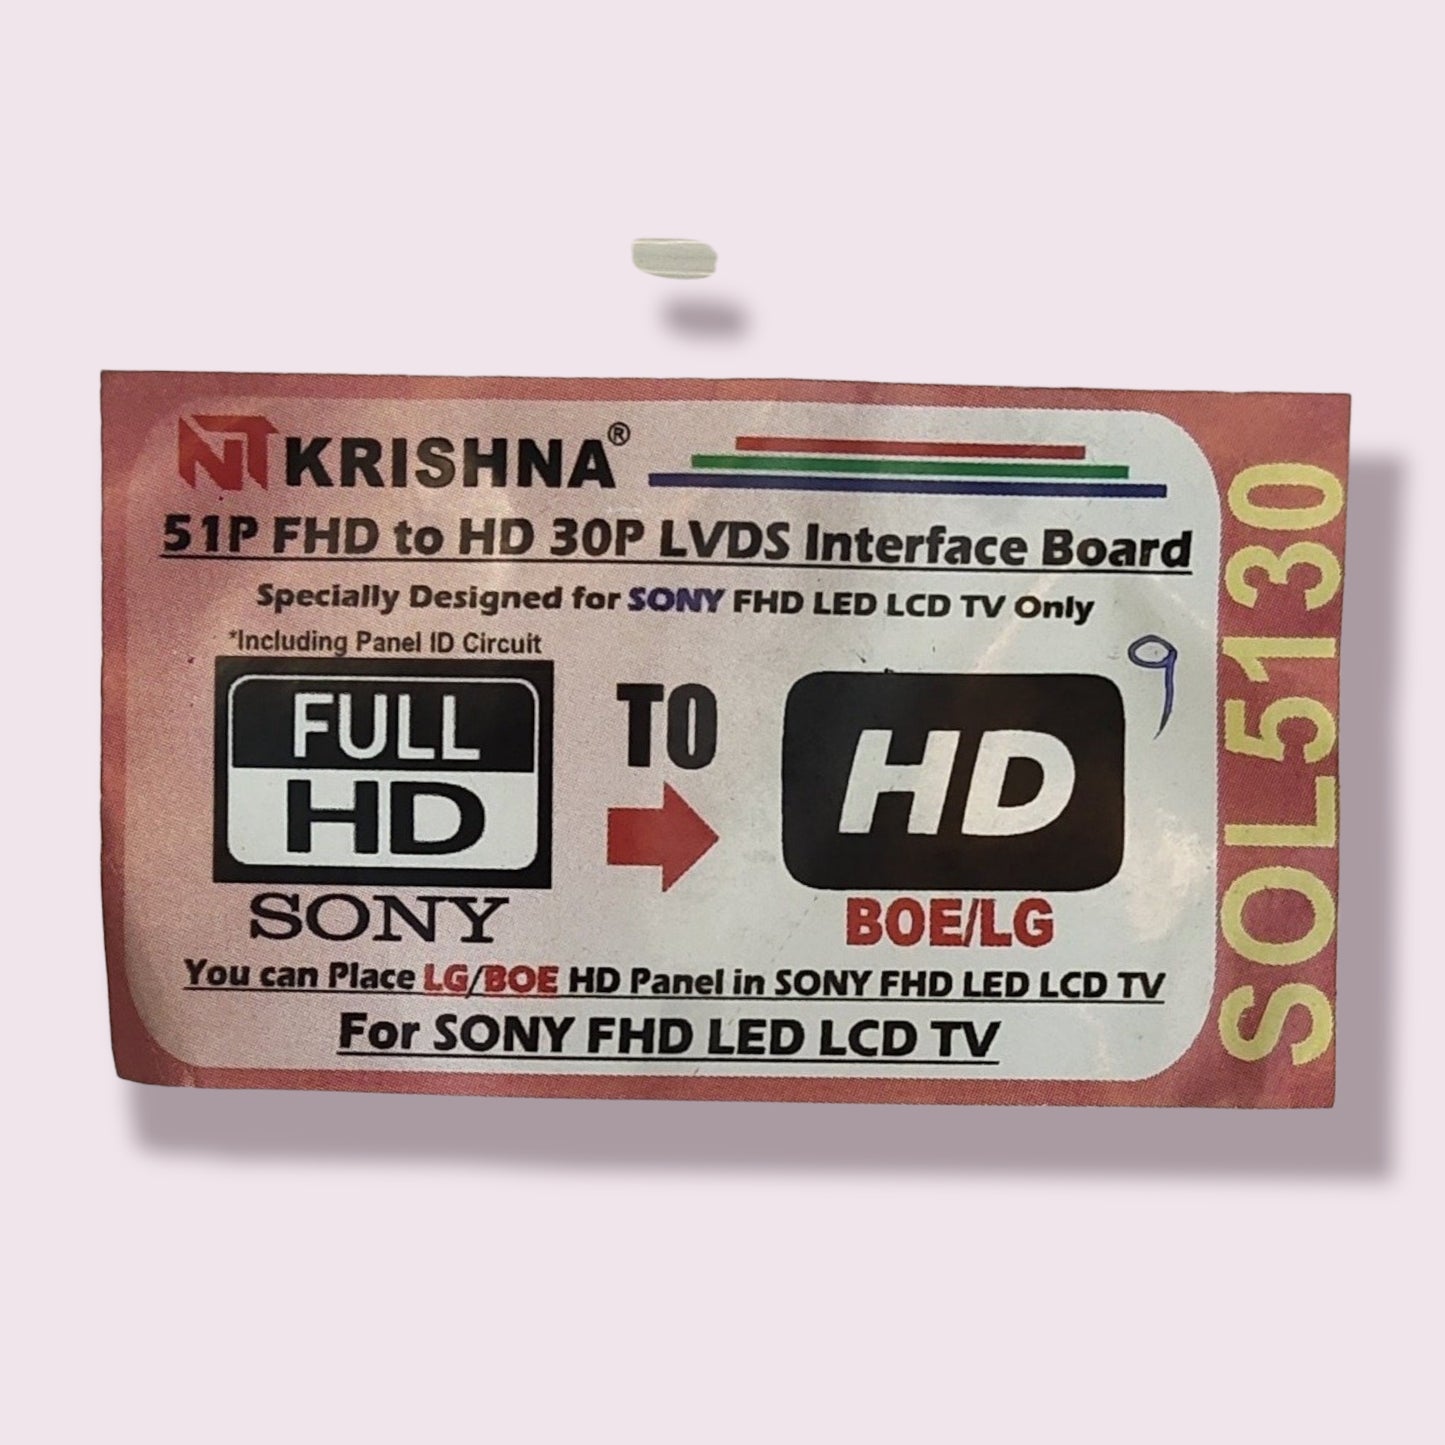 NT KRISHNA®
51P FHD to HD 30P LVDS Interface Board
Specially Designed for SONY FHD LED LCD TV Only
*Including Panel ID Circuit
FULL
HD
SONY
TO
HD
BOE/LG
9
You can Place LG/BOE HD Panel in SONY FHD LED LCD TV
For SONY FHD LED LCD TV
SOL5130